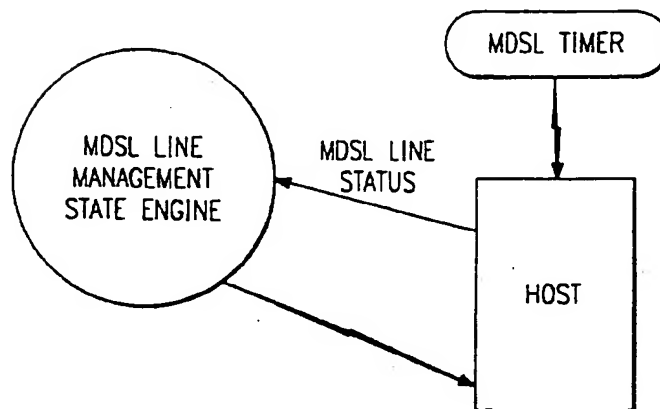 MDSL TIMER
MDSL LINE
MANAGEMENT
STATE ENGINE
MDSL LINE
STATUS
HOST